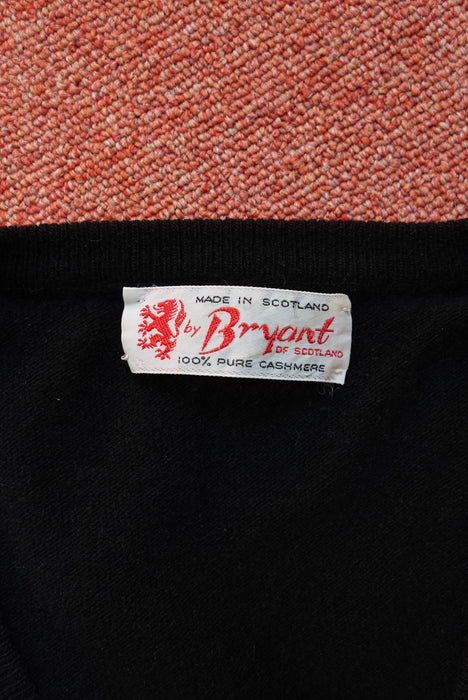 MADE IN SCOTLAND
by Bryant
OF SCOTLAND
100% PURE CASHMERE